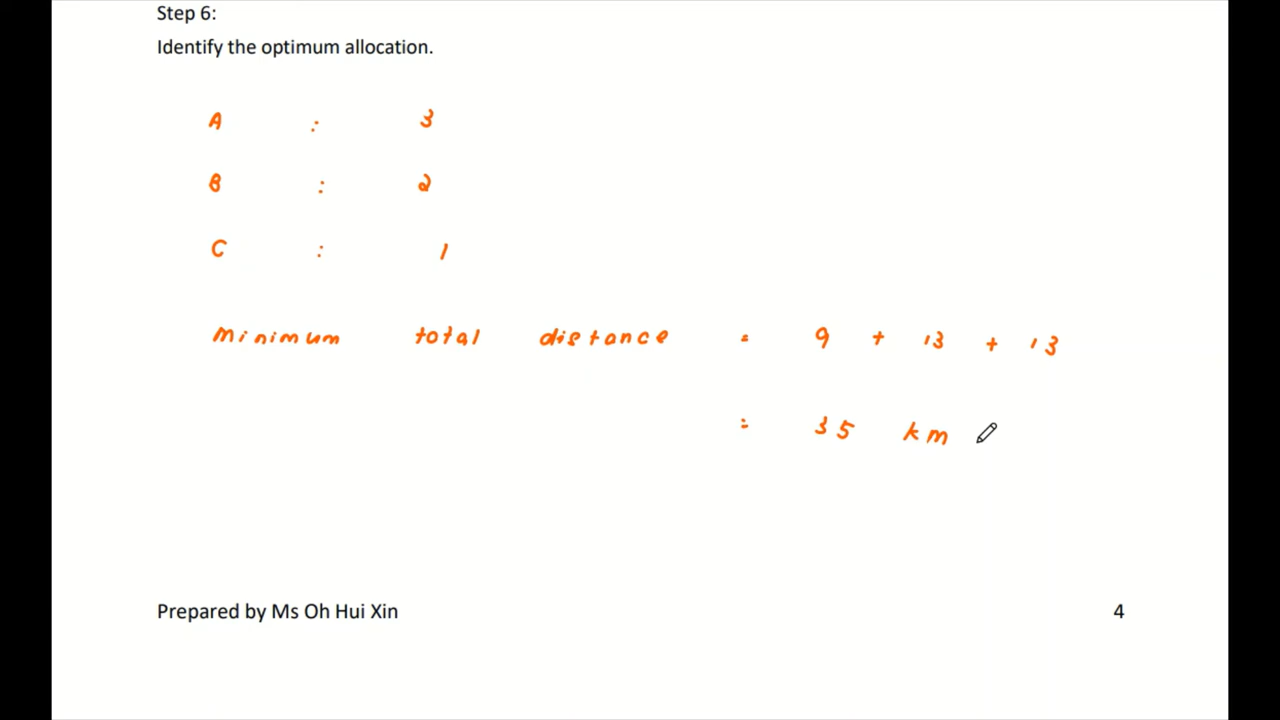 Step 6:
Identify the optimum allocation.
A : 3
B : 2
C : 1
minimum total distance = 9 + 13 + 13
= 35 km
Prepared by Ms Oh Hui Xin 4